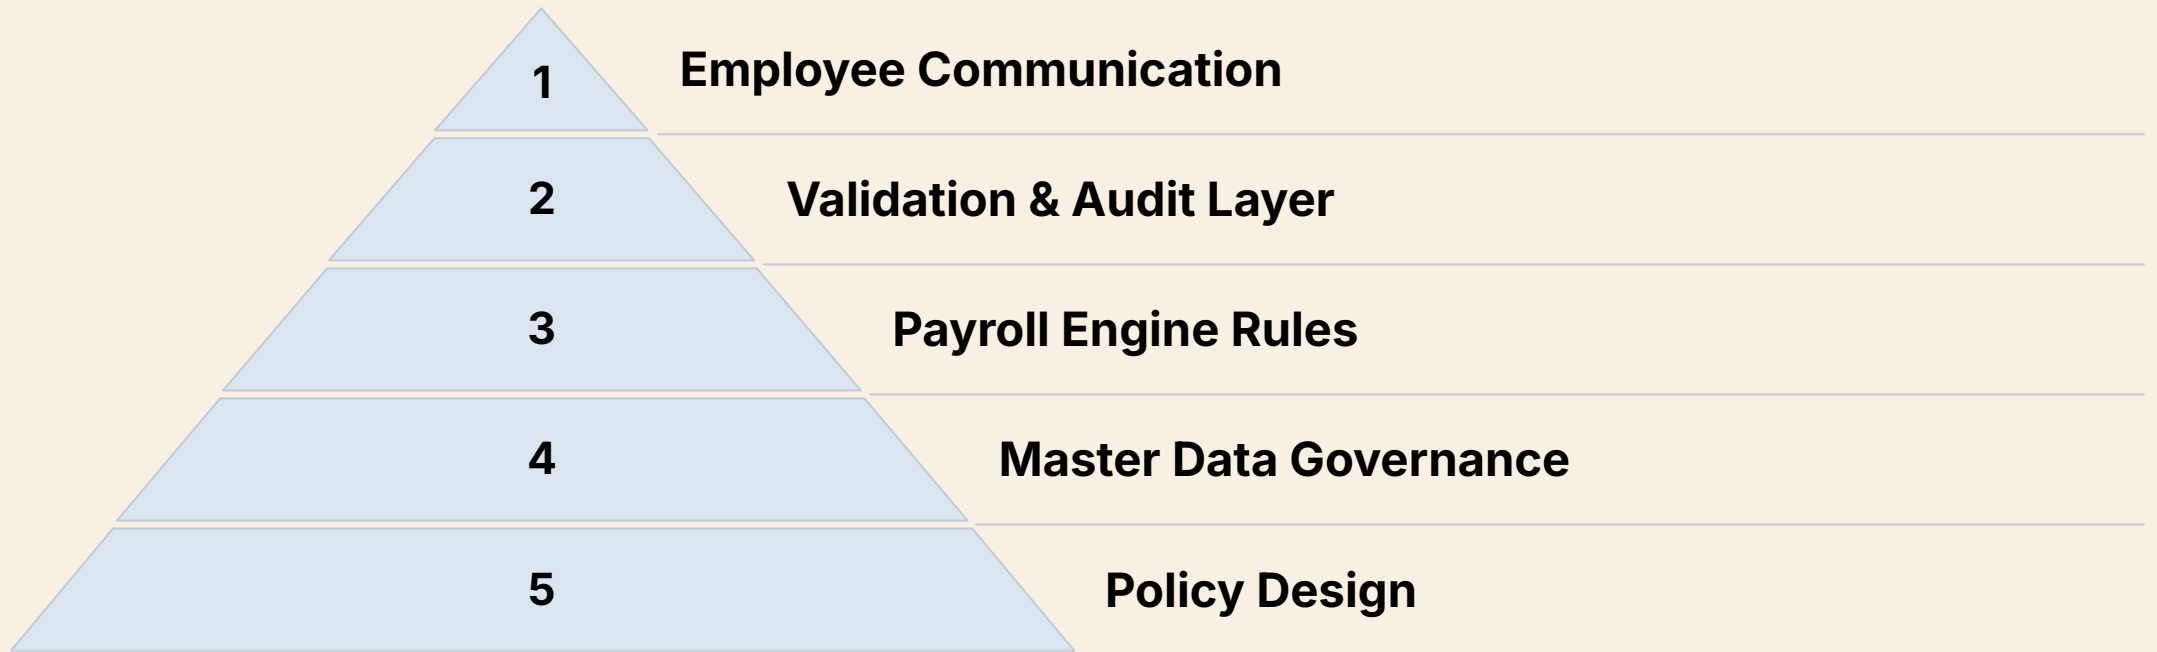 1 Employee Communication
2 Validation & Audit Layer
3 Payroll Engine Rules
4 Master Data Governance
5 Policy Design